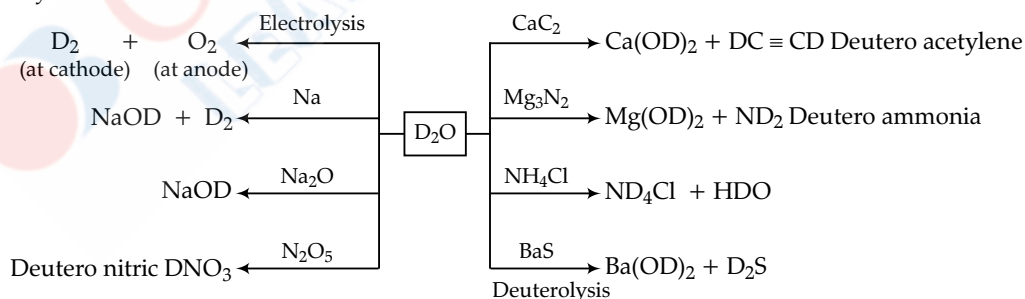 Electrolysis
D₂ + O₂
(at cathode) (at anode)
Na
NaOD + D₂
Na₂O
NaOD
N₂O₅
Deutero nitric DNO₃
D₂O
CaC₂
Ca(OD)₂ + DC ≡ CD Deutero acetylene
Mg₃N₂
Mg(OD)₂ + ND₂ Deutero ammonia
NH₄Cl
ND₄Cl + HDO
BaS
Ba(OD)₂ + D₂S
Deuterolysis